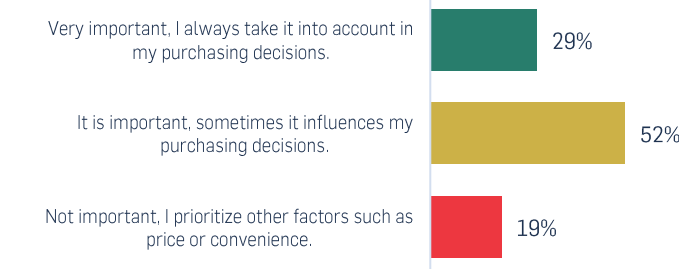 Very important, I always take it into account in
my purchasing decisions.
29%
It is important, sometimes it influences my
purchasing decisions.
52%
Not important, I prioritize other factors such as
price or convenience.
19%